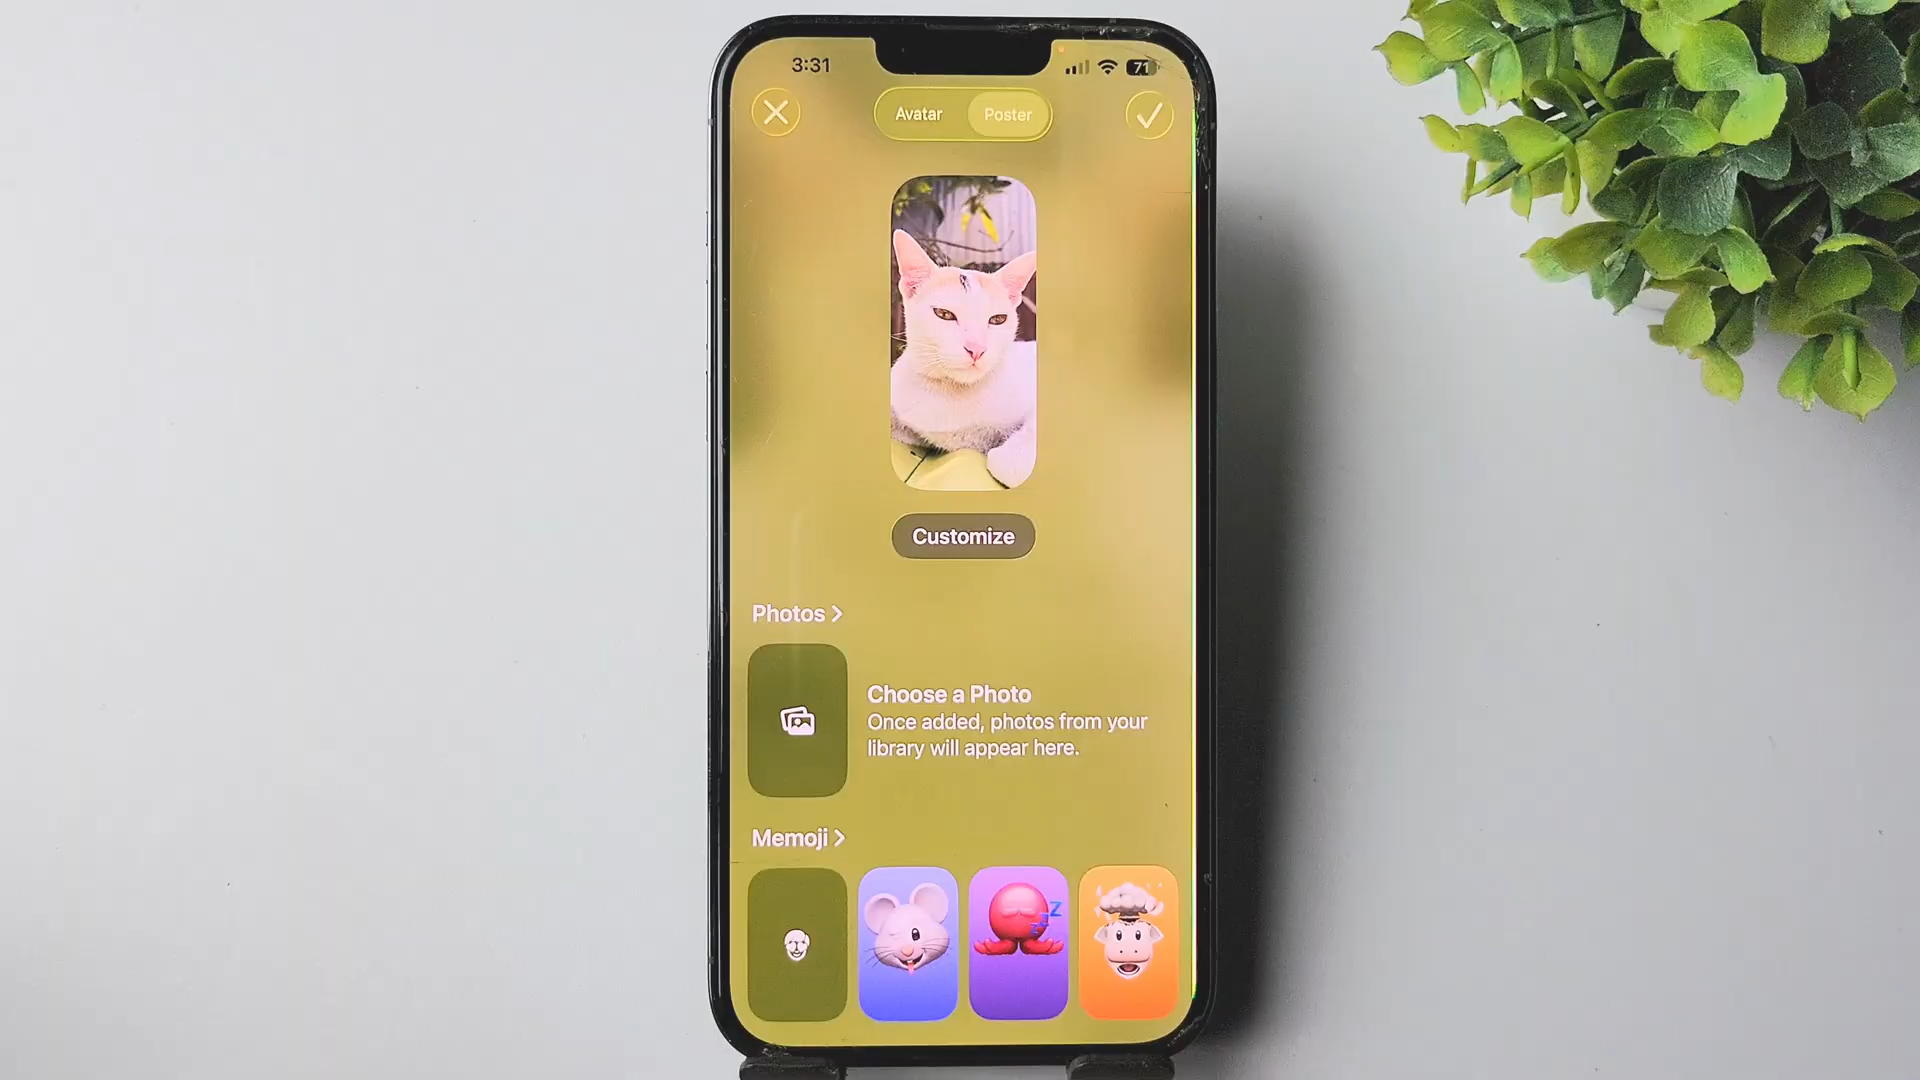 3:31
71
Avatar
Poster
Customize
Photos >
Choose a Photo
Once added, photos from your
library will appear here.
Memoji >
Z
z
z